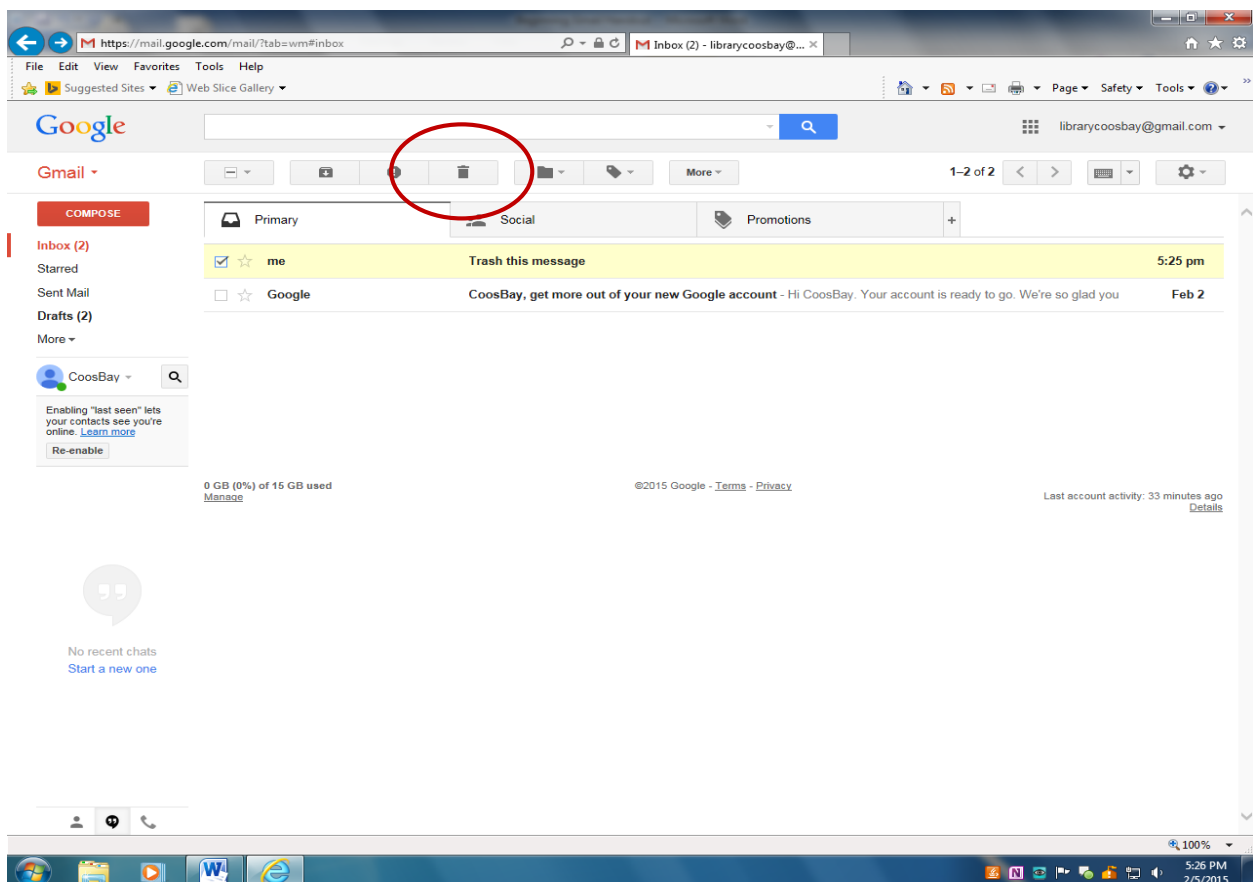 https://mail.google.com/mail/?tab=wm#inbox
Inbox (2) - librarycoosbay@... ×
File Edit View Favorites Tools Help
Suggested Sites Web Slice Gallery
Page Safety Tools
Google
librarycoosbay@gmail.com
Gmail
More
1–2 of 2
COMPOSE
Primary
Social
Promotions
+
Inbox (2)
Starred
Sent Mail
Drafts (2)
More
me Trash this message 5:25 pm
Google CoosBay, get more out of your new Google account - Hi CoosBay. Your account is ready to go. We're so glad you Feb 2
CoosBay
Enabling "last seen" lets
your contacts see you're
online. Learn more
Re-enable
0 GB (0%) of 15 GB used
Manage
©2015 Google - Terms - Privacy
Last account activity: 33 minutes ago
Details
No recent chats
Start a new one
100%
5:26 PM
2/5/2015